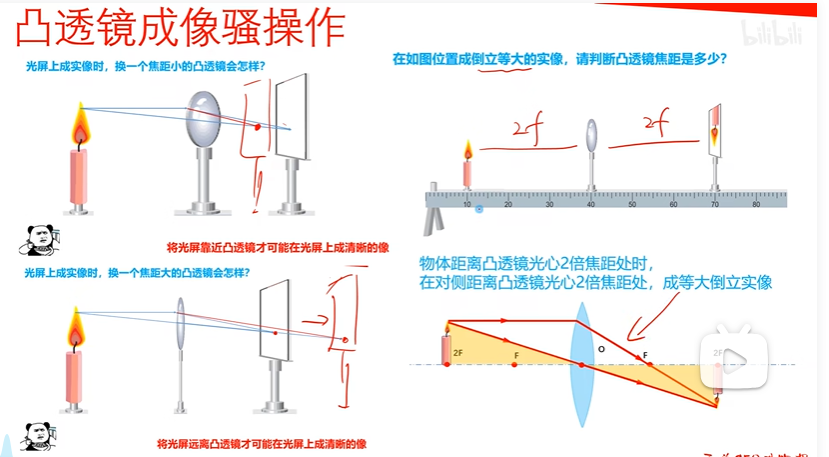 凸透镜成像骚操作
bilibili
光屏上成实像时，换一个焦距小的凸透镜会怎样？
在如图位置成倒立等大的实像，请判断凸透镜焦距是多少？
2f
2f
10 20 30 40 50 60 70 80
将光屏靠近凸透镜才可能在光屏上成清晰的像
光屏上成实像时，换一个焦距大的凸透镜会怎样？
物体距离凸透镜光心2倍焦距处时，
在对侧距离凸透镜光心2倍焦距处，成等大倒立实像
2F
F
O
F
2F
将光屏远离凸透镜才可能在光屏上成清晰的像